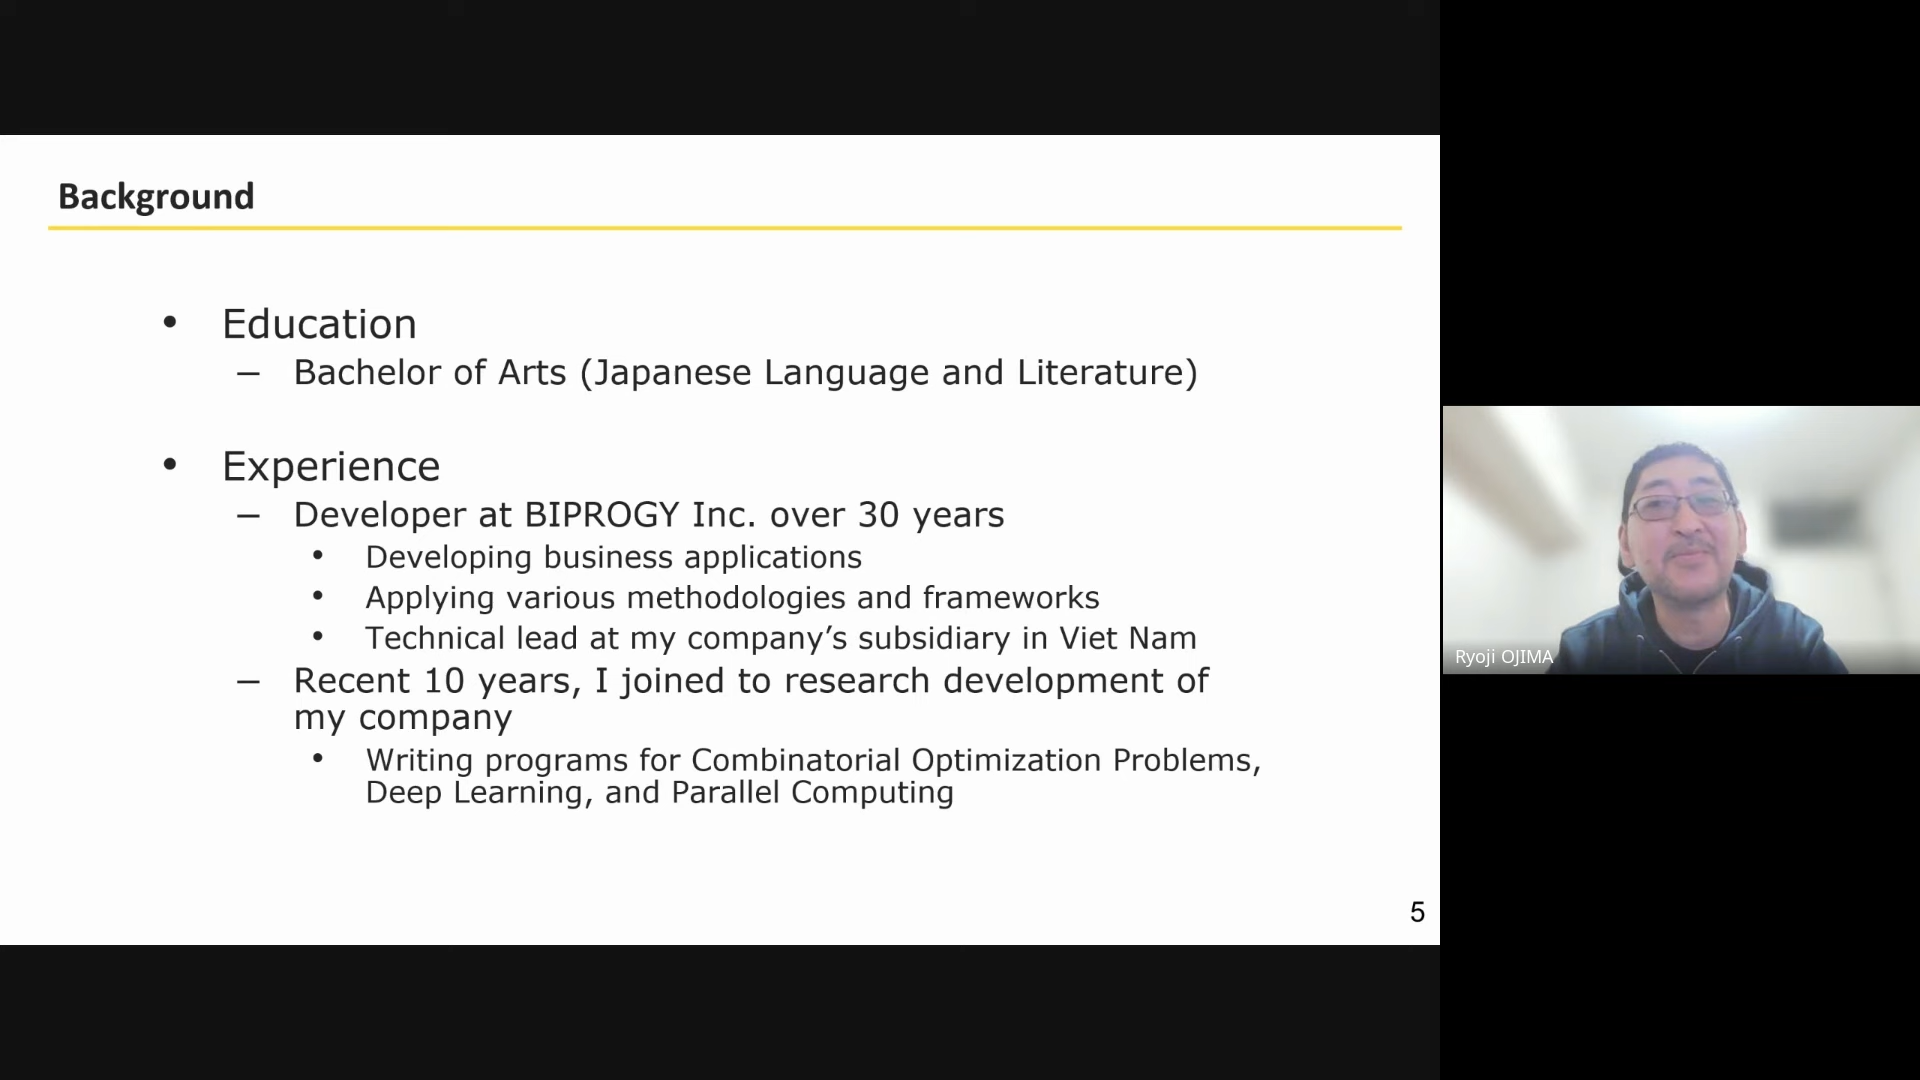 Background
• Education
– Bachelor of Arts (Japanese Language and Literature)
• Experience
– Developer at BIPROGY Inc. over 30 years
• Developing business applications
• Applying various methodologies and frameworks
• Technical lead at my company’s subsidiary in Viet Nam
– Recent 10 years, I joined to research development of
my company
• Writing programs for Combinatorial Optimization Problems,
Deep Learning, and Parallel Computing
5
Ryoji OJIMA